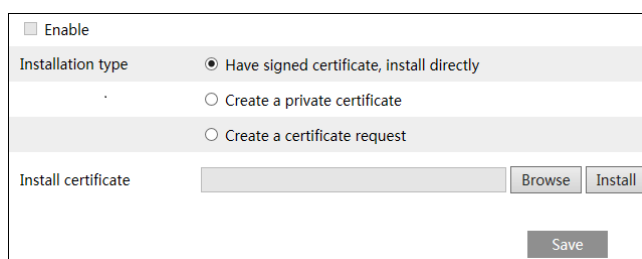 Enable
Installation type Have signed certificate, install directly
Create a private certificate
Create a certificate request
Install certificate Browse Install
Save